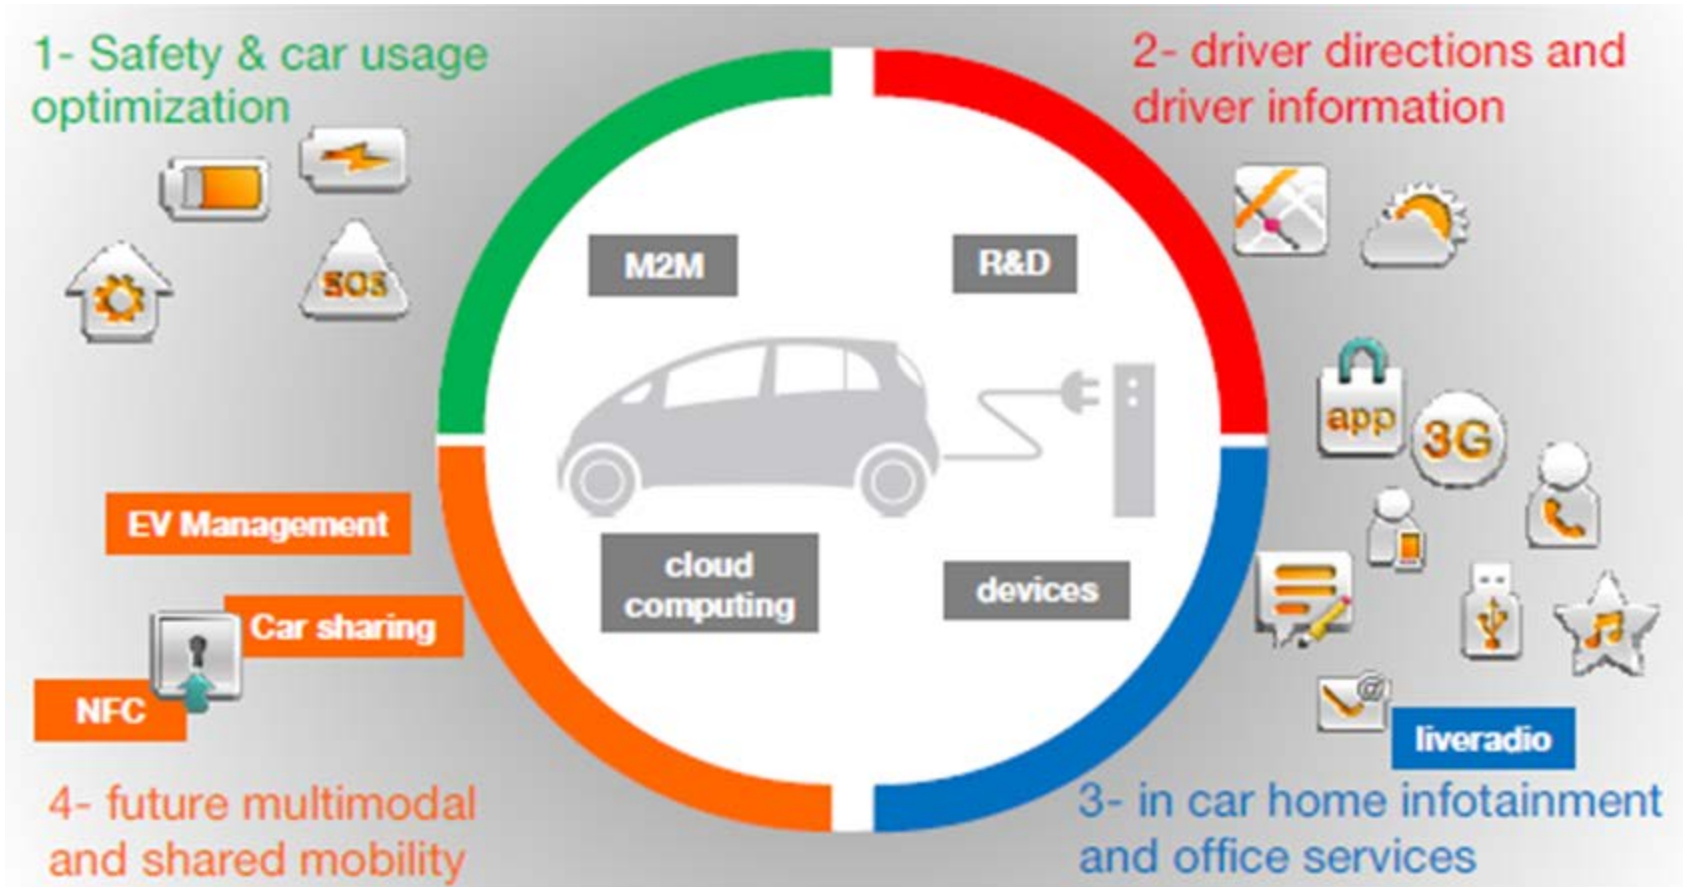 1- Safety & car usage
optimization
SOS
2- driver directions and
driver information
M2M
R&D
app
3G
EV Management
Car sharing
NFC
cloud
computing
devices
@
liveradio
4- future multimodal
and shared mobility
3- in car home infotainment
and office services